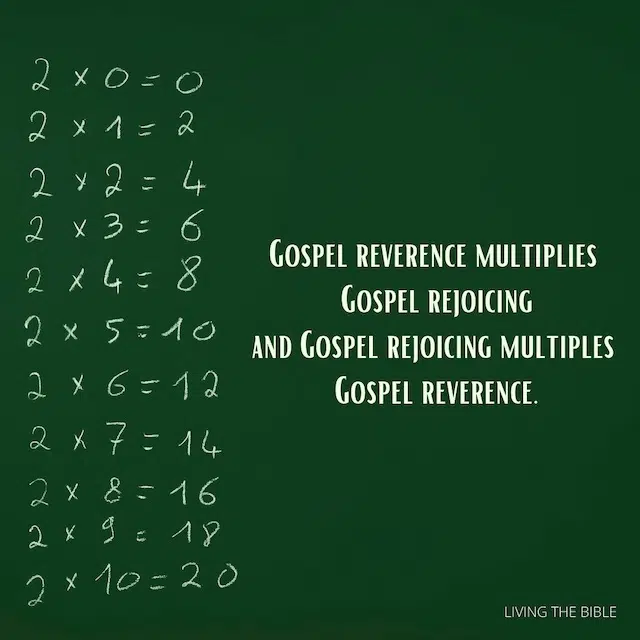 2 × 0 = 0
2 × 1 = 2
2 × 2 = 4
2 × 3 = 6
2 × 4 = 8
2 × 5 = 10
2 × 6 = 12
2 × 7 = 14
2 × 8 = 16
2 × 9 = 18
2 × 10 = 20
Gospel reverence multiplies
Gospel rejoicing
and Gospel rejoicing multiples
Gospel reverence.
LIVING THE BIBLE